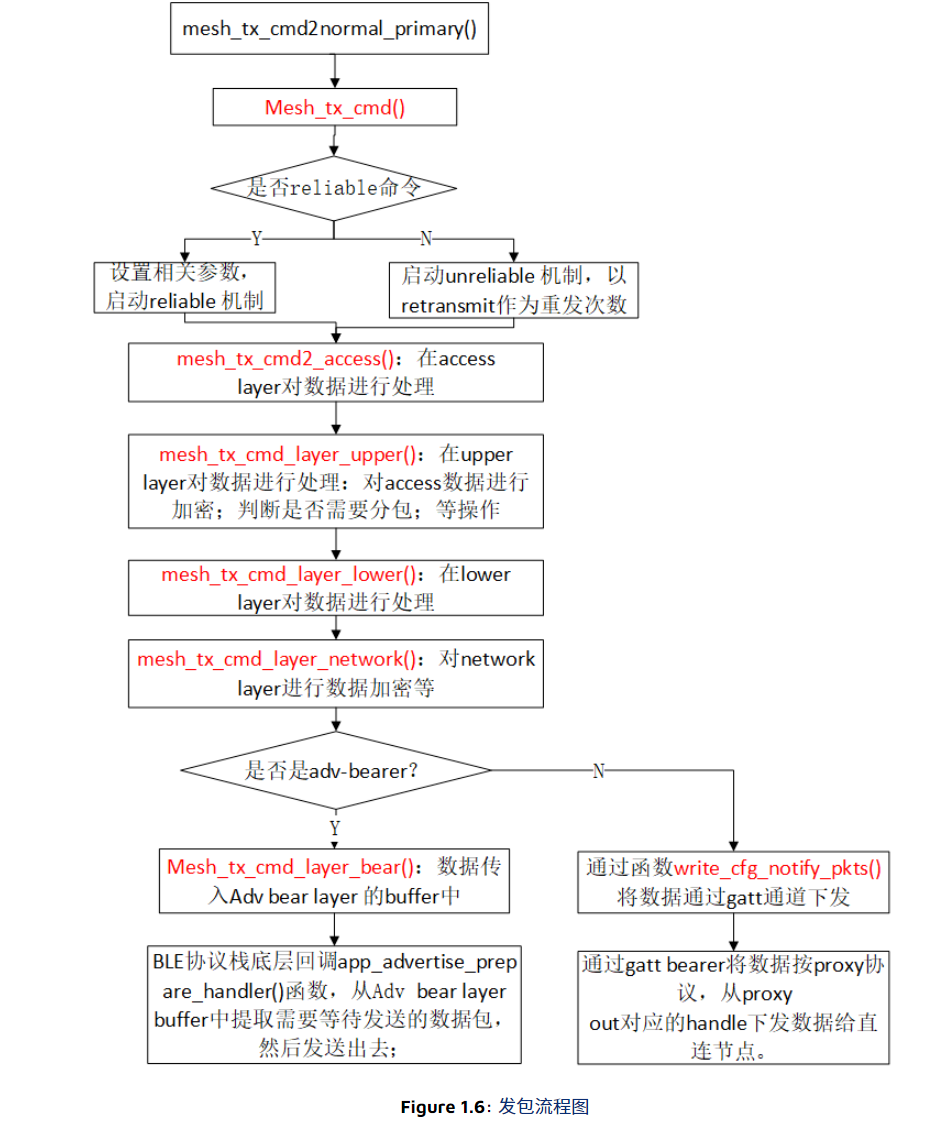 mesh_tx_cmd2normal_primary()
Mesh_tx_cmd()
是否reliable命令
Y
N
设置相关参数，
启动reliable 机制
启动unreliable 机制，以
retransmit作为重发次数
mesh_tx_cmd2_access()：在access
layer对数据进行处理
mesh_tx_cmd_layer_upper()：在upper
layer对数据进行处理：对access数据进行
加密；判断是否需要分包；等操作
mesh_tx_cmd_layer_lower()：在lower
layer对数据进行处理
mesh_tx_cmd_layer_network()：对network
layer进行数据加密等
是否是adv-bearer？
N
Y
Mesh_tx_cmd_layer_bear()：数据传
入Adv bear layer 的buffer中
通过函数write_cfg_notify_pkts()
将数据通过gatt通道下发
BLE协议栈底层回调app_advertise_prep
are_handler()函数，从Adv bear layer
buffer中提取需要等待发送的数据包，
然后发送出去；
通过gatt bearer将数据按proxy协
议，从proxy
out对应的handle下发数据给直
连节点。
Figure 1.6: 发包流程图